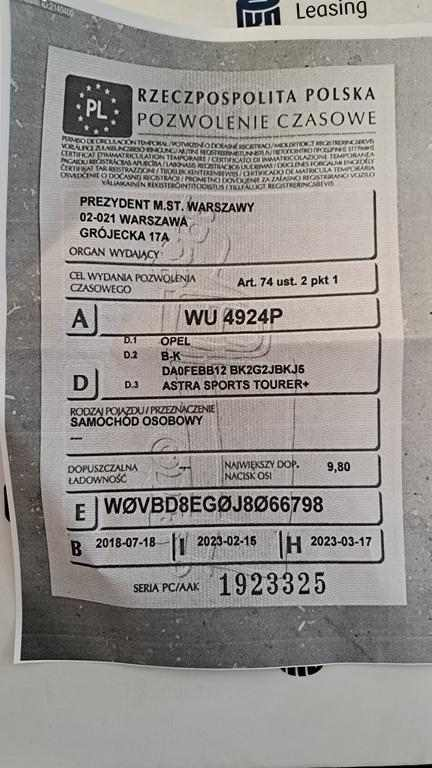 Leasing
PL
RZECZPOSPOLITA POLSKA
POZWOLENIE CZASOWE
PREZYDENT M.ST. WARSZAWY
02-021 WARSZAWA
GRÓJECKA 17A
ORGAN WYDAJĄCY
CEL WYDANIA POZWOLENIA
CZASOWEGO
Art. 74 ust. 2 pkt 1
A WU 4924P
D.1 OPEL
D.2 B-K
DA0FEBB12 BK2G2JBKJ5
D
D.3 ASTRA SPORTS TOURER+
RODZAJ POJAZDU / PRZEZNACZENIE
SAMOCHÓD OSOBOWY
---
DOPUSZCZALNA
ŁADOWNOŚĆ
-,--
NAJWIĘKSZY DOP.
NACISK OSI
9,80
E WØVBD8EGØJ8Ø66798
B 2018-07-18 I 2023-02-15 H 2023-03-17
SERIA PC/AAK 1923325